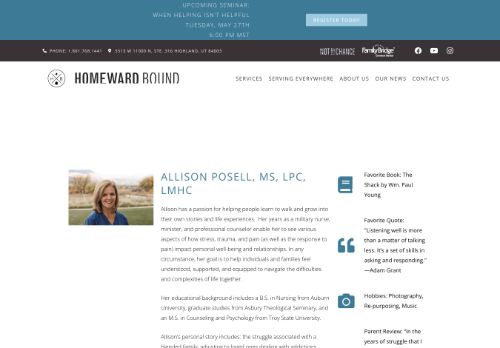 UPCOMING SEMINAR:
WHEN HELPING ISN'T HELPFUL
TUESDAY, MAY 27TH
6:00 PM MST
REGISTER TODAY
PHONE: 1.801.768.1441
5513 W 11000 N, STE. 316 HIGHLAND, UT 84003
NOTBYCHANCE
FamilyBridge
HOMEWARD BOUND
SERVICES
SERVING EVERYWHERE
ABOUT US
OUR NEWS
CONTACT US
ALLISON POSELL, MS, LPC,
LMHC
Alison has a passion for helping people learn to walk and grow into
their own stories and life experiences. Her years as a military nurse,
minister, and professional counselor enable her to see various
aspects of how stress, trauma, and pain (as well as the response to
pain) impact personal well-being and relationships. In any
circumstance, her goal is to help individuals and families feel
understood, supported, and equipped to navigate the difficulties
and complexities of life together.
Her educational background includes a B.S. in Nursing from Auburn
University, graduate studies from Asbury Theological Seminary, and
an M.S. in Counseling and Psychology from Troy State University.
Alison's personal story includes: the struggle associated with a
blended family, adjusting to living
Favorite Book: The
Shack by Wm. Paul
Young
Favorite Quote:
"Listening well is more
than a matter of talking
less. It's a set of skills in
asking and responding."
—Adam Grant
Hobbies: Photography,
Re-purposing, Music
Parent Review: "In the
years of struggle that I